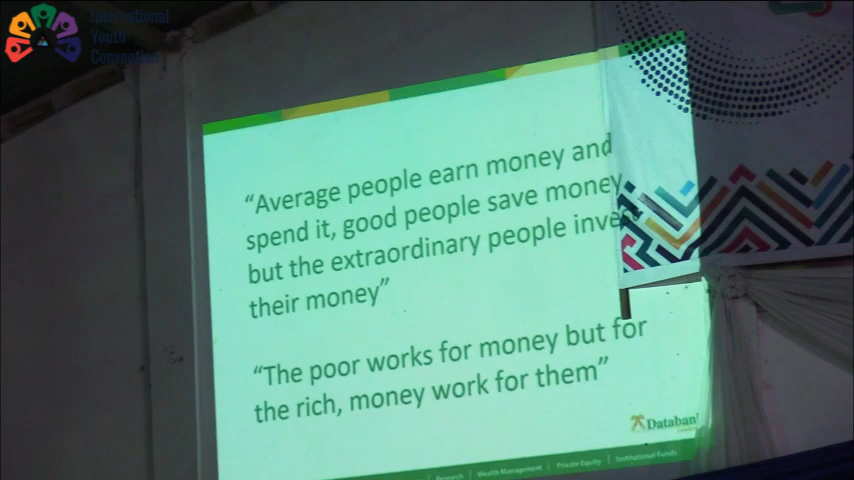 International
Youth
Convention
“Average people earn money and
spend it, good people save money
but the extraordinary people inve
their money”
“The poor works for money but for
the rich, money work for them”
Databan
Research | Wealth Management | Private Equity | Institutional Funds